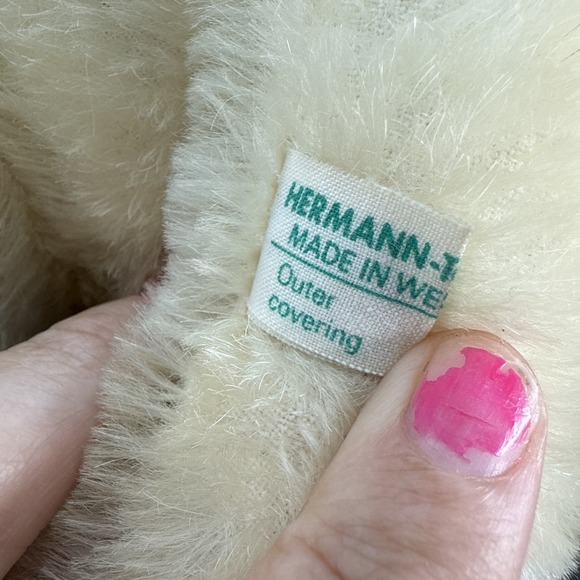 HERMANN-T
MADE IN WE
Outer
covering